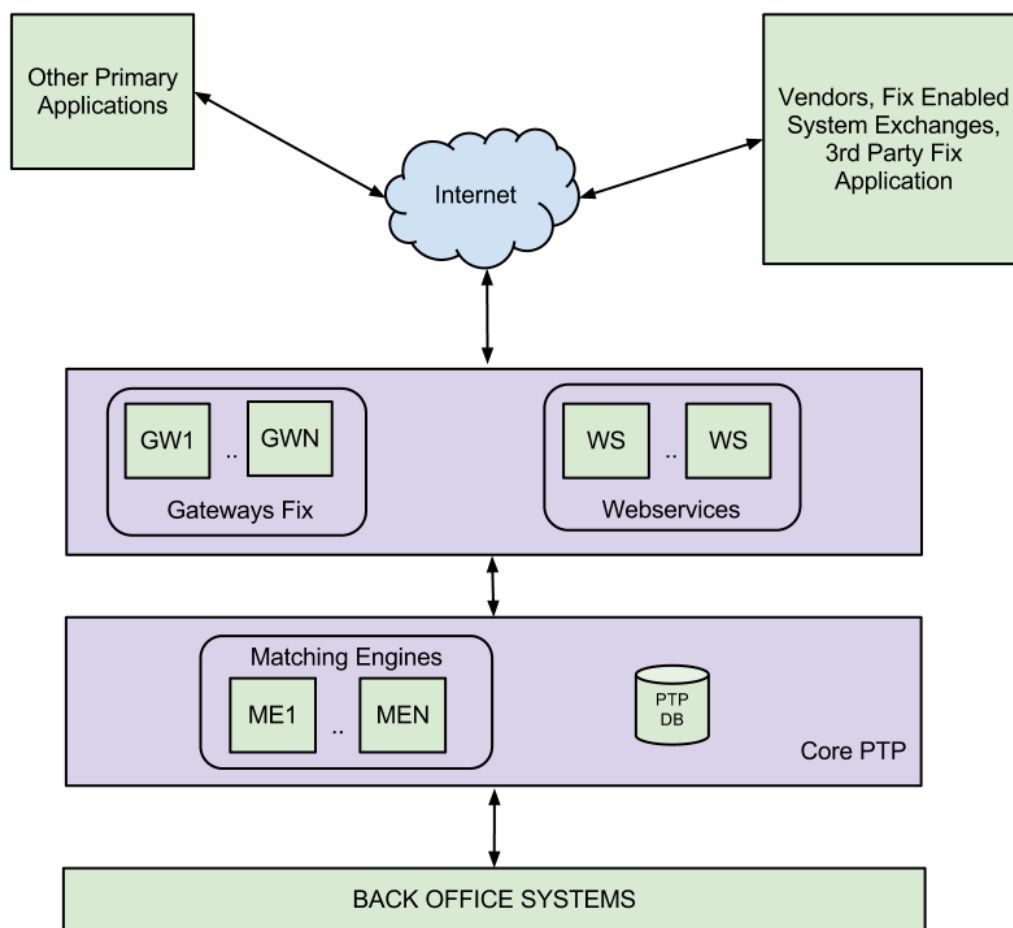 Other Primary
Applications
Vendors, Fix Enabled
System Exchanges,
3rd Party Fix
Application
Internet
GW1
..
GWN
Gateways Fix
WS
..
WS
Webservices
Matching Engines
ME1
..
MEN
PTP
DB
Core PTP
BACK OFFICE SYSTEMS